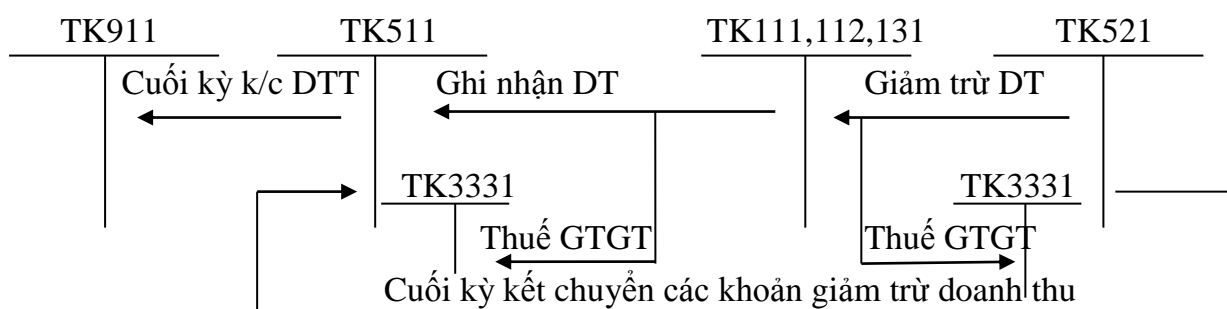 TK911 TK511 TK111,112,131 TK521
Cuối kỳ k/c DTT Ghi nhận DT Giảm trừ DT
TK3331 TK3331
Thuế GTGT Thuế GTGT
Cuối kỳ kết chuyển các khoản giảm trừ doanh thu